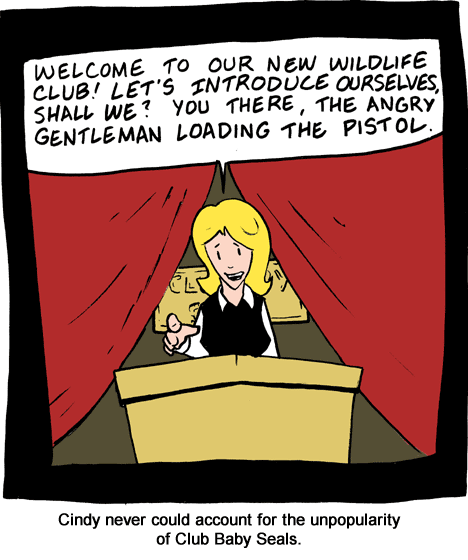 WELCOME TO OUR NEW WILDLIFE
CLUB! LET'S INTRODUCE OURSELVES,
SHALL WE? YOU THERE, THE ANGRY
GENTLEMAN LOADING THE PISTOL.
Cindy never could account for the unpopularity
of Club Baby Seals.